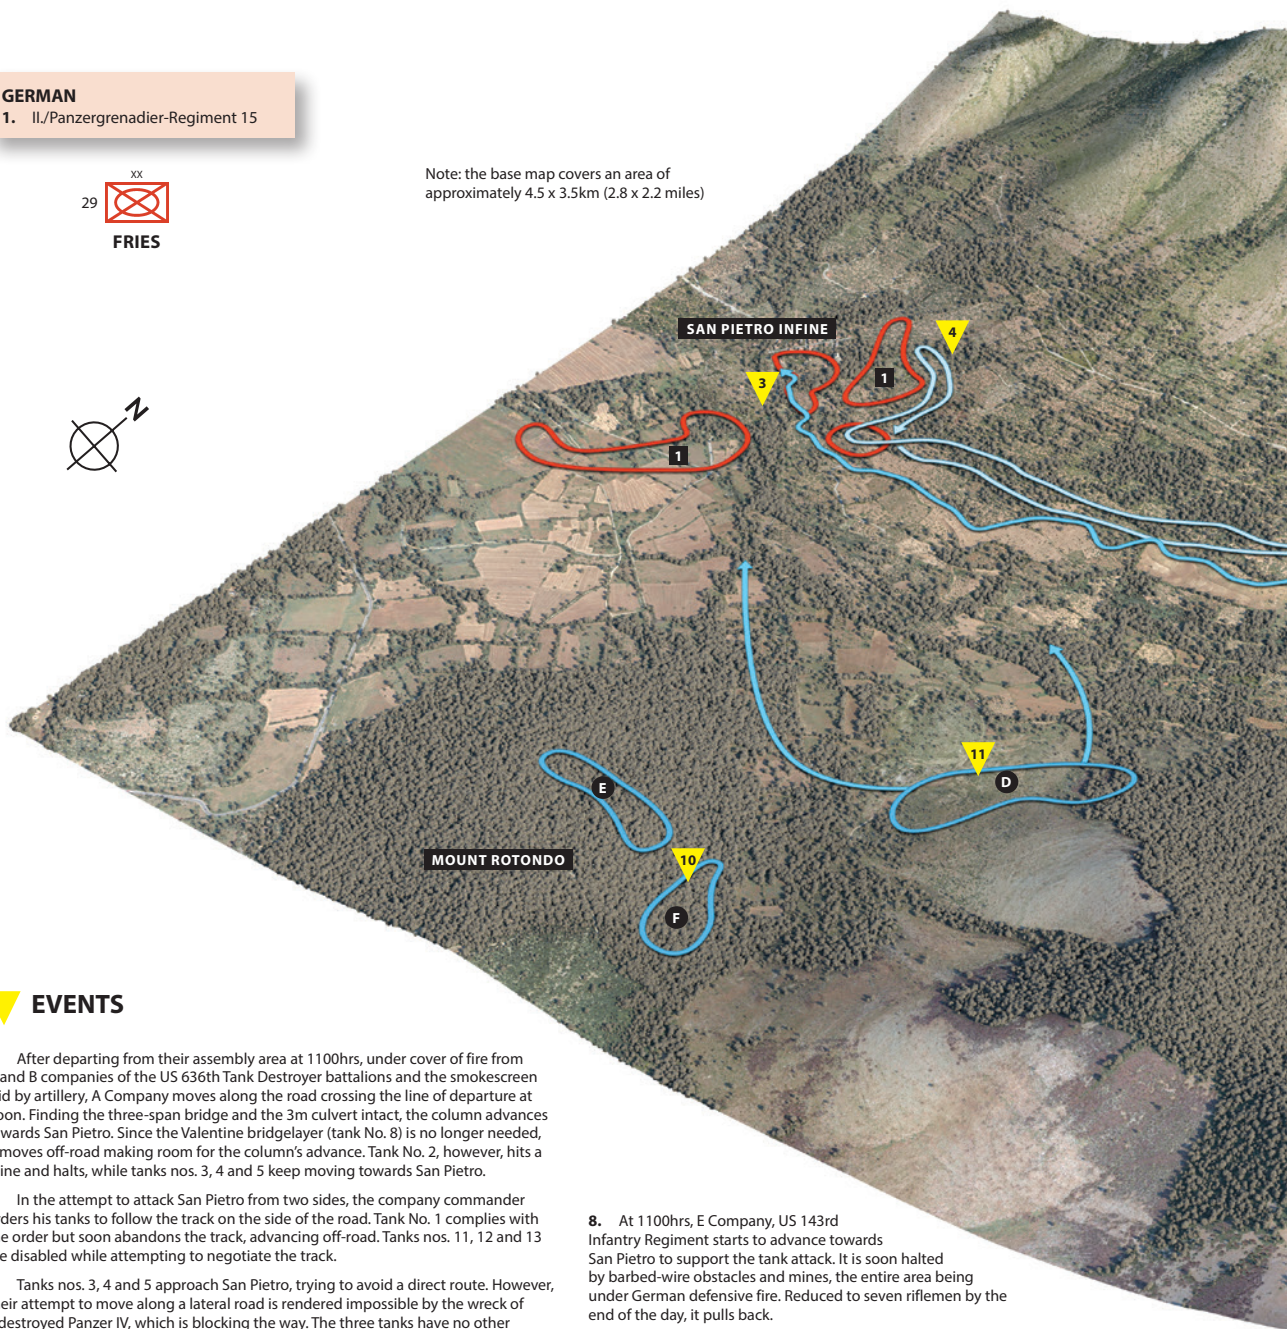 GERMAN
1. II./Panzergrenadier-Regiment 15
XX
29
FRIES
Note: the base map covers an area of
approximately 4.5 x 3.5km (2.8 x 2.2 miles)
N
SAN PIETRO INFINE
4
3
1
1
11
D
E
MOUNT ROTONDO
10
F
EVENTS
After departing from their assembly area at 1100hrs, under cover of fire from
and B companies of the US 636th Tank Destroyer battalions and the smokescreen
by artillery, A Company moves along the road crossing the line of departure at
Finding the three-span bridge and the 3m culvert intact, the column advances
San Pietro. Since the Valentine bridgelayer (tank No. 8) is no longer needed,
moves off-road making room for the column's advance. Tank No. 2, however, hits a
and halts, while tanks nos. 3, 4 and 5 keep moving towards San Pietro.
In the attempt to attack San Pietro from two sides, the company commander
his tanks to follow the track on the side of the road. Tank No. 1 complies with
order but soon abandons the track, advancing off-road. Tanks nos. 11, 12 and 13
disabled while attempting to negotiate the track.
Tanks nos. 3, 4 and 5 approach San Pietro, trying to avoid a direct route. However,
attempt to move along a lateral road is rendered impossible by the wreck of
destroyed Panzer IV, which is blocking the way. The three tanks have no other
8. At 1100hrs, E Company, US 143rd
Infantry Regiment starts to advance towards
San Pietro to support the tank attack. It is soon halted
by barbed-wire obstacles and mines, the entire area being
under German defensive fire. Reduced to seven riflemen by the
end of the day, it pulls back.